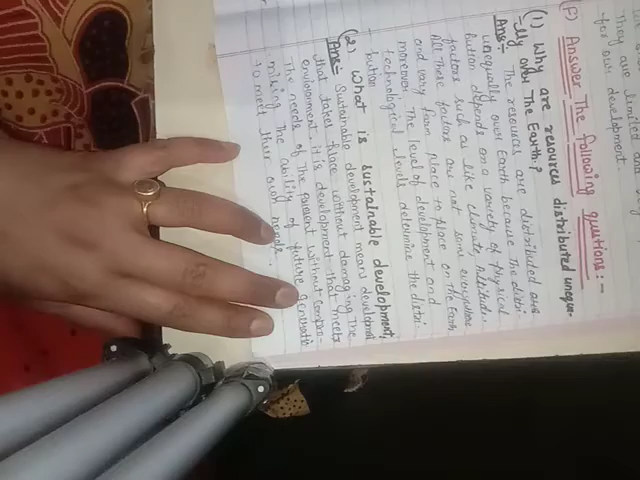 They are limited and
for our development.
(F) Answer The following questions:-
(1) Why are resources distributed unequa-
lly over The Earth?
Ans:- The resources are distributed are
unequally over Earth because the distri-
bution depends on a variety of physical
factors such as like climate, Altitude.
All These factors are not same everywhere
and vary from place to place on the Earth
moreover. The level of development and
technological levels determine the distri-
bution
(2) What is sustainable development,
Ans:- Sustainable development means developmet
that takes place without damaging The
environment it is development that meets
The needs of The present without compro-
mising The ability of future generati
to meet their own needs.